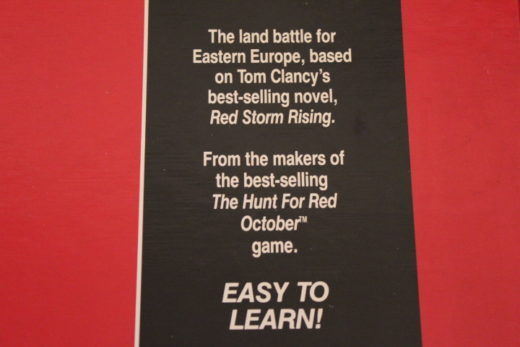 The land battle for
Eastern Europe, based
on Tom Clancy's
best-selling novel,
Red Storm Rising.
From the makers of
the best-selling
The Hunt For Red
October™
game.
EASY TO
LEARN!